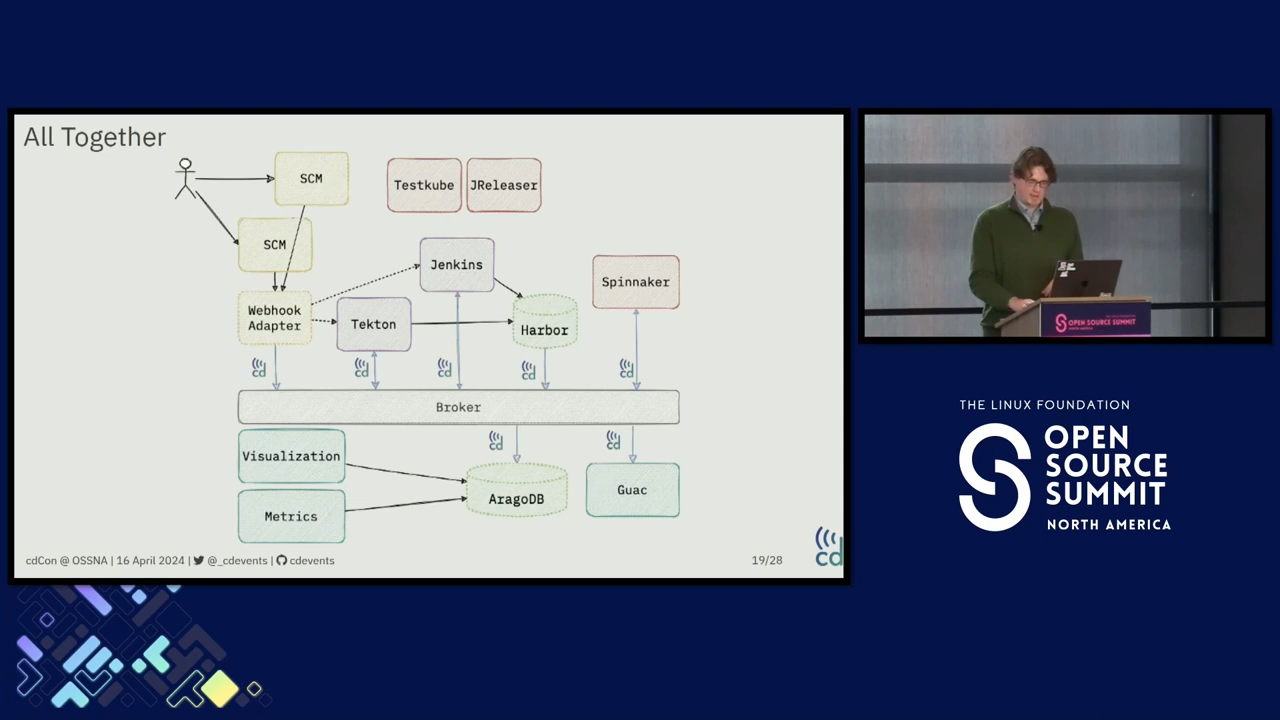 All Together
SCM
Testkube
JReleaser
SCM
Jenkins
Spinnaker
Webhook
Adapter
Tekton
Harbor
cd
cd
cd
cd
cd
Broker
cd
cd
Visualization
AragoDB
Guac
Metrics
cdCon @ OSSNA | 16 April 2024 | @_cdevents | cdevents
19/28
cd
OPEN SOURCE SUMMIT
NORTH AMERICA
THE LINUX FOUNDATION
OPEN
SOURCE
SUMMIT
NORTH AMERICA